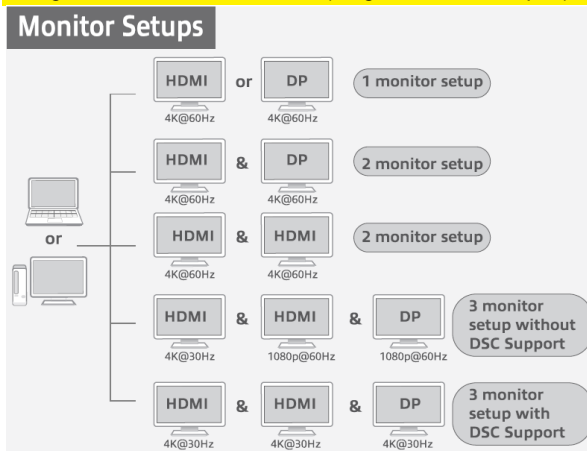 Monitor Setups
HDMI or DP 1 monitor setup
4K@60Hz 4K@60Hz
HDMI & DP 2 monitor setup
4K@60Hz 4K@60Hz
or
HDMI & HDMI 2 monitor setup
4K@60Hz 4K@60Hz
HDMI & HDMI & DP 3 monitor
setup without
DSC Support
4K@30Hz 1080p@60Hz 1080p@60Hz
HDMI & HDMI & DP 3 monitor
setup with
DSC Support
4K@30Hz 4K@30Hz 4K@30Hz